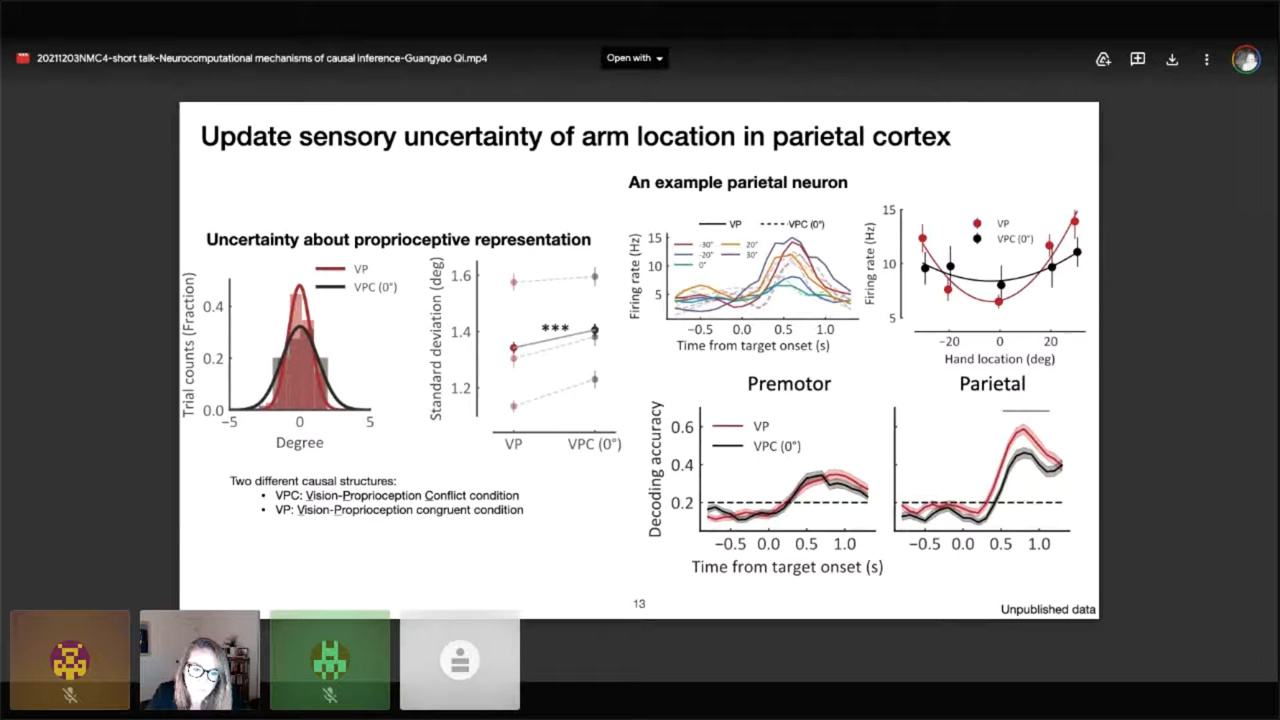 20211203NMC4-short talk-Neurocomputational mechanisms of causal inference-Guangyao Qi.mp4
Open with
Update sensory uncertainty of arm location in parietal cortex
An example parietal neuron
Uncertainty about proprioceptive representation
VP
VPC (0°)
Trial counts (Fraction)
0.4
0.2
0.0
−5
0
5
Degree
Standard deviation (deg)
1.6
1.4
1.2
***
VP
VPC (0°)
VP
VPC (0°)
Firing rate (Hz)
15
10
5
-30°
-20°
0°
20°
30°
−0.5
0.0
0.5
1.0
Time from target onset (s)
Firing rate (Hz)
15
10
5
VP
VPC (0°)
−20
0
20
Hand location (deg)
Premotor
Parietal
Decoding accuracy
0.6
0.4
0.2
VP
VPC (0°)
−0.5
0.0
0.5
1.0
−0.5
0.0
0.5
1.0
Time from target onset (s)
Two different causal structures:
• VPC: Vision-Proprioception Conflict condition
• VP: Vision-Proprioception congruent condition
13
Unpublished data